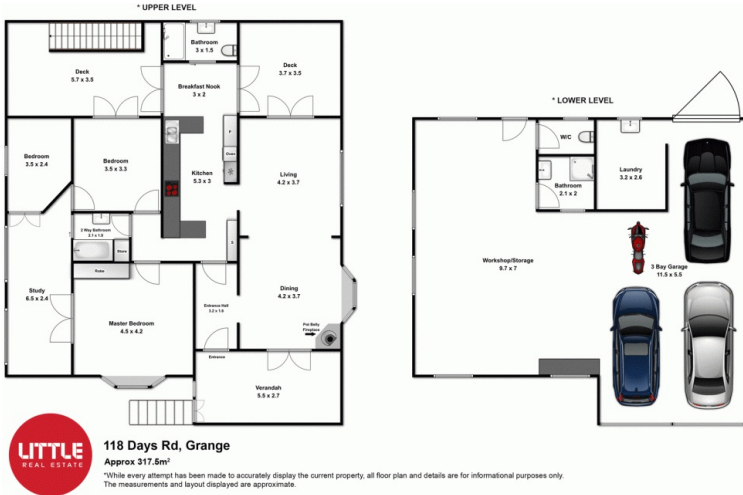 * UPPER LEVEL
Bathroom
3 x 1.5
Deck
5.7 x 3.5
Deck
3.7 x 3.5
Breakfast Nook
3 x 2
Bedroom
3.5 x 2.4
Bedroom
3.5 x 3.3
Kitchen
5.3 x 3
Living
4.2 x 3.7
2 Way Bathroom
2.1 x 1.8
Robe
Study
6.5 x 2.4
Master Bedroom
4.5 x 4.2
Entrance Hall
3.2 x 1.6
Dining
4.2 x 3.7
Pot Belly
Fireplace
Entrance
Verandah
5.5 x 2.7
* LOWER LEVEL
W/C
Bathroom
2.1 x 2
Laundry
3.2 x 2.6
Workshop/Storage
9.7 x 7
3 Bay Garage
11.5 x 5.5
LITTLE
REAL ESTATE
118 Days Rd, Grange
Approx 317.5m²
*While every attempt has been made to accurately display the current property, all floor plan and details are for informational purposes only.
The measurements and layout displayed are approximate.